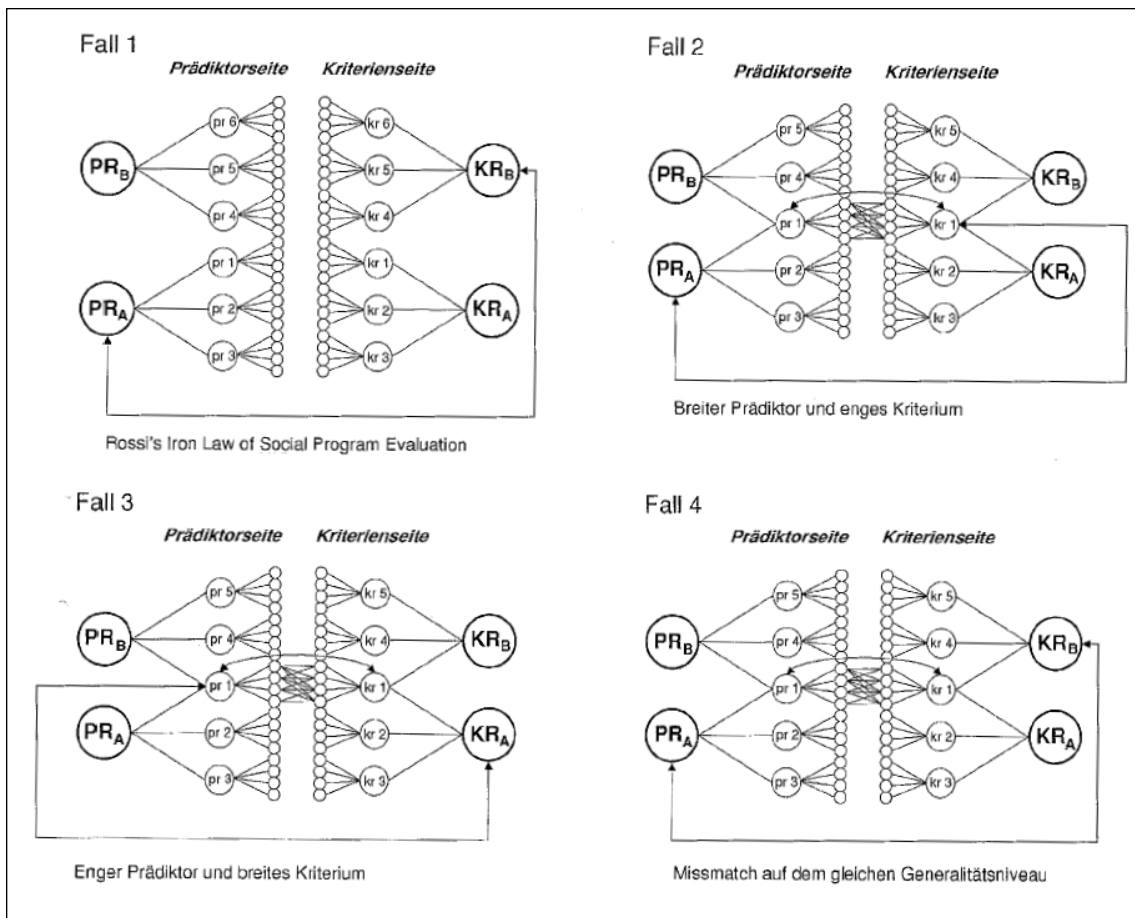 Fall 1
Prädiktorseite Kriterienseite
pr 6 kr 6
PR_B pr 5 kr 5 KR_B
pr 4 kr 4
pr 1 kr 1
PR_A pr 2 kr 2 KR_A
pr 3 kr 3
Rossi's Iron Law of Social Program Evaluation
Fall 2
Prädiktorseite Kriterienseite
pr 5 kr 5
PR_B pr 4 kr 4 KR_B
pr 1 kr 1
PR_A pr 2 kr 2 KR_A
pr 3 kr 3
Breiter Prädiktor und enges Kriterium
Fall 3
Prädiktorseite Kriterienseite
pr 5 kr 5
PR_B pr 4 kr 4 KR_B
pr 1 kr 1
PR_A pr 2 kr 2 KR_A
pr 3 kr 3
Enger Prädiktor und breites Kriterium
Fall 4
Prädiktorseite Kriterienseite
pr 5 kr 5
PR_B pr 4 kr 4 KR_B
pr 1 kr 1
PR_A pr 2 kr 2 KR_A
pr 3 kr 3
Missmatch auf dem gleichen Generalitätsniveau